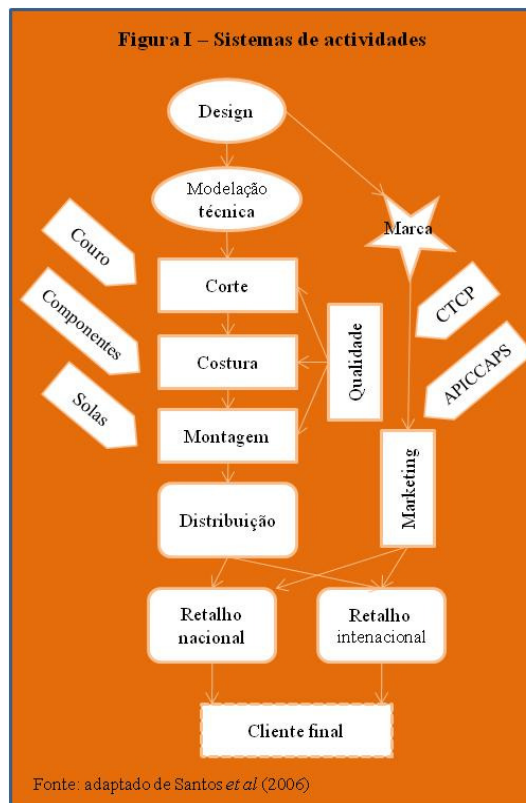 Figura I – Sistemas de actividades
Design
Modelação
técnica
Marca
Couro
Corte
CTCP
Componentes
Costura
Qualidade
APICCAPS
Solas
Montagem
Marketing
Distribuição
Retalho
nacional
Retalho
intenacional
Cliente final
Fonte: adaptado de Santos et al (2006)